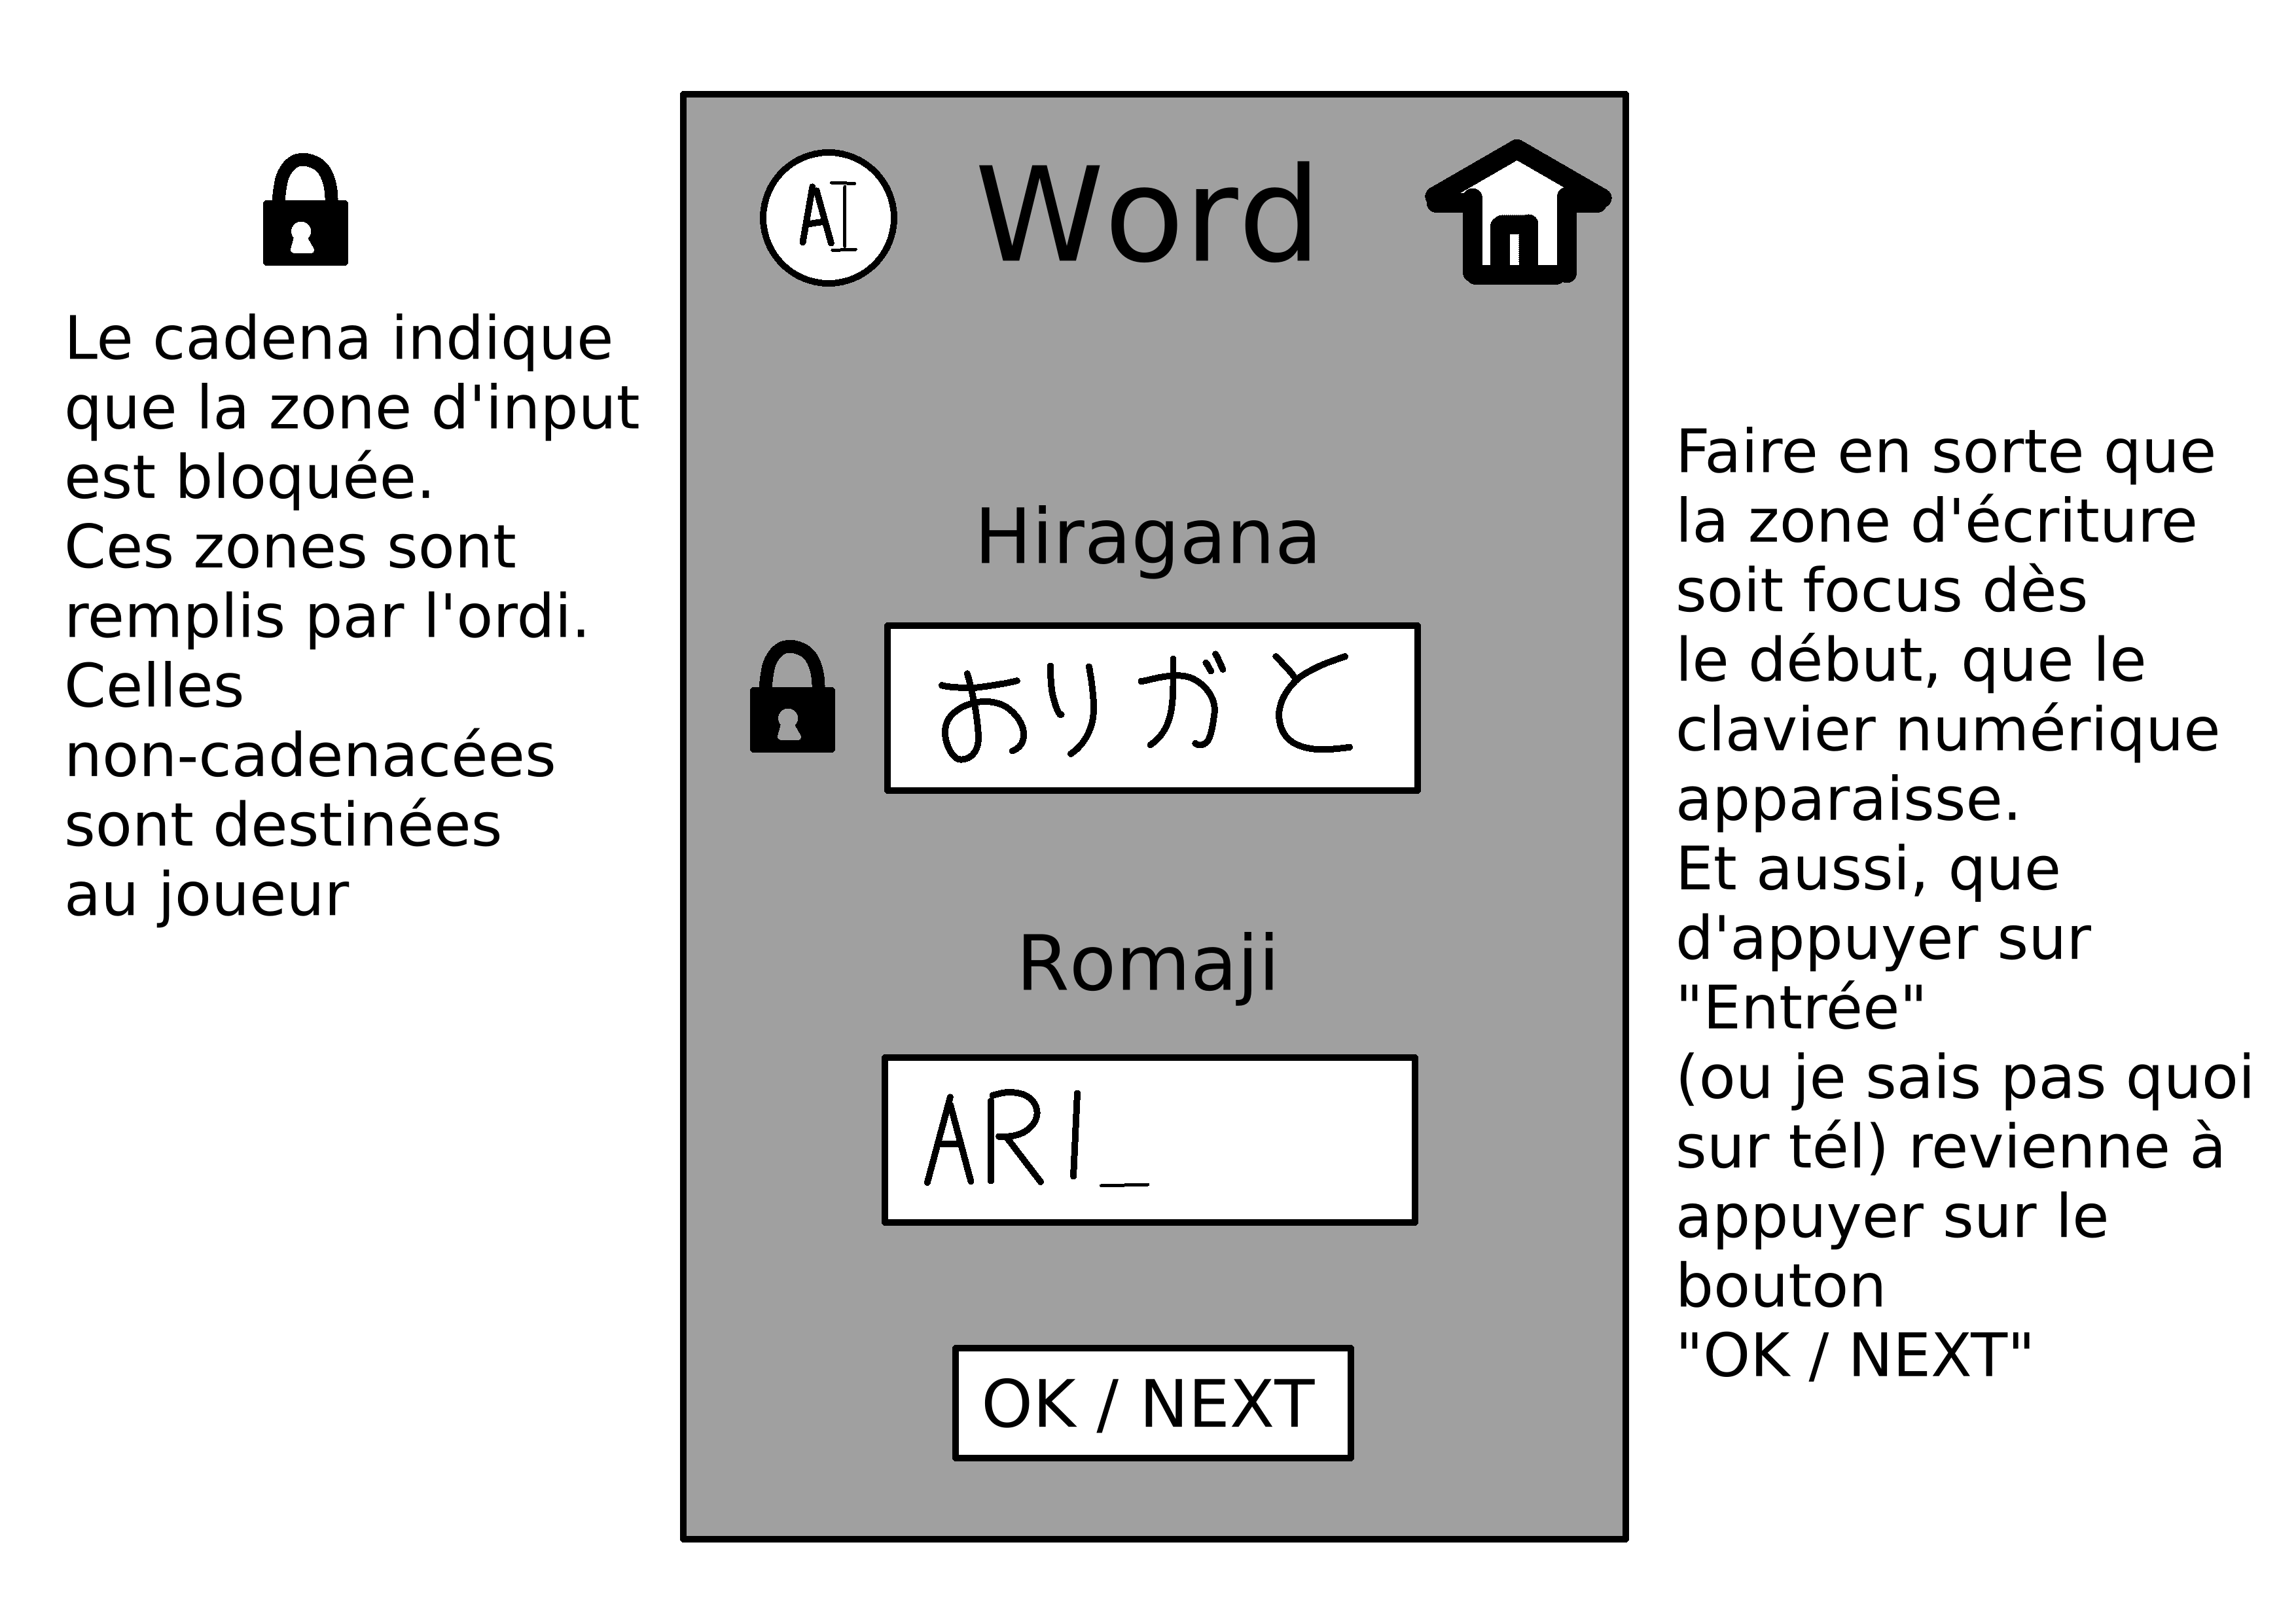 AI
Word
Le cadena indique
que la zone d'input
est bloquée.
Ces zones sont
remplis par l'ordi.
Celles
non-cadenacées
sont destinées
au joueur
Hiragana
ありがと
Romaji
ARI_
OK / NEXT
Faire en sorte que
la zone d'écriture
soit focus dès
le début, que le
clavier numérique
apparaisse.
Et aussi, que
d'appuyer sur
"Entrée"
(ou je sais pas quoi
sur tél) revienne à
appuyer sur le
bouton
"OK / NEXT"